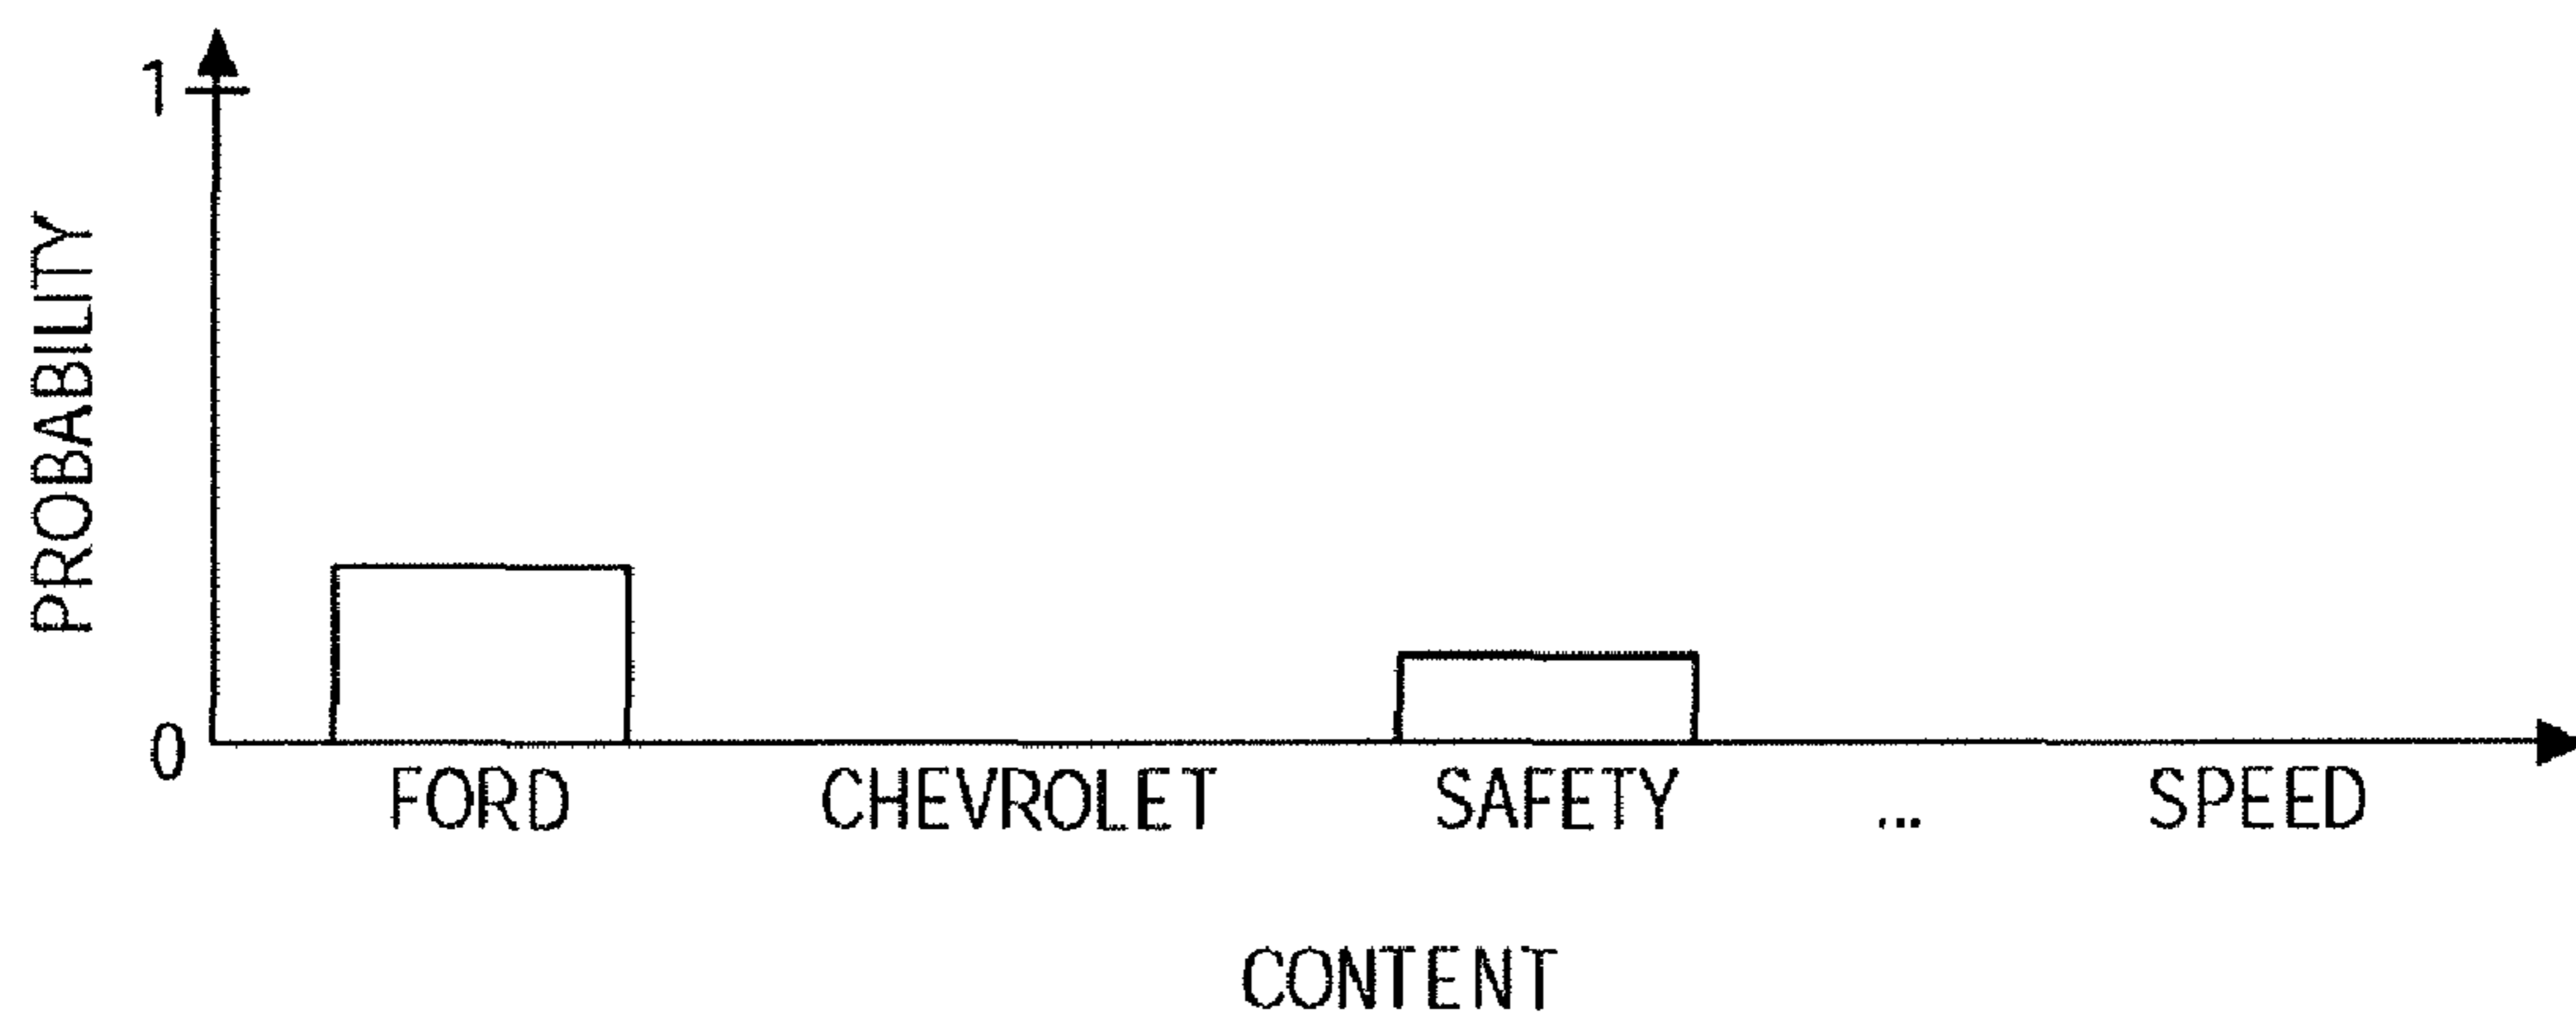 1
PROBABILITY
0
FORD CHEVROLET SAFETY ... SPEED
CONTENT